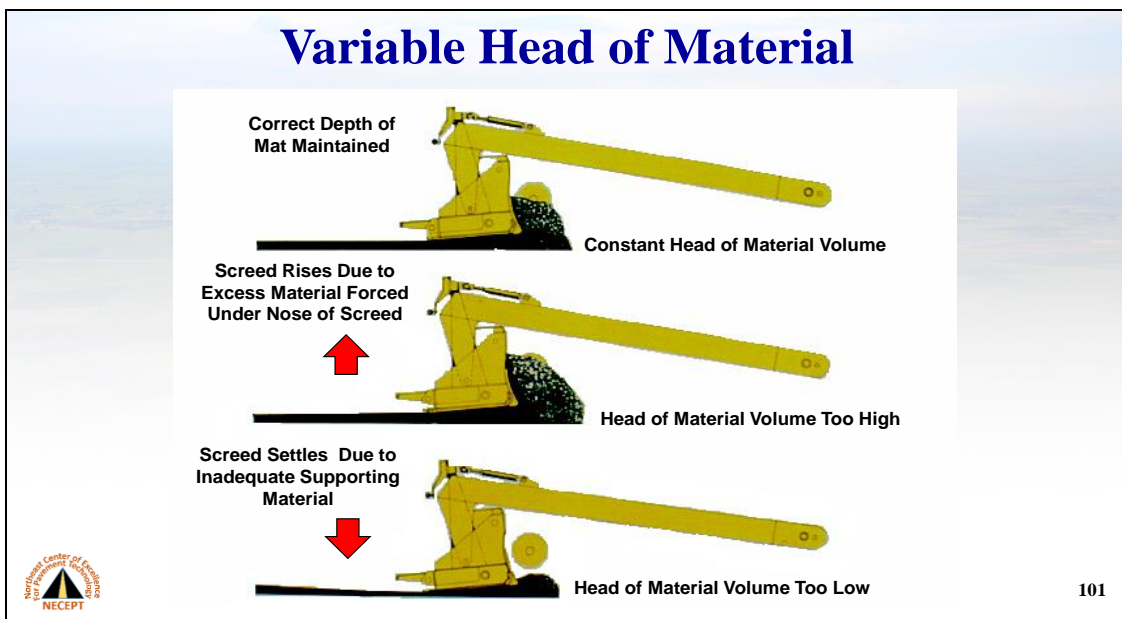 Variable Head of Material
Correct Depth of
Mat Maintained
Constant Head of Material Volume
Screed Rises Due to
Excess Material Forced
Under Nose of Screed
Head of Material Volume Too High
Screed Settles Due to
Inadequate Supporting
Material
Head of Material Volume Too Low
Northeast Center of Excellence
For Pavement Technology
NECEPT
101